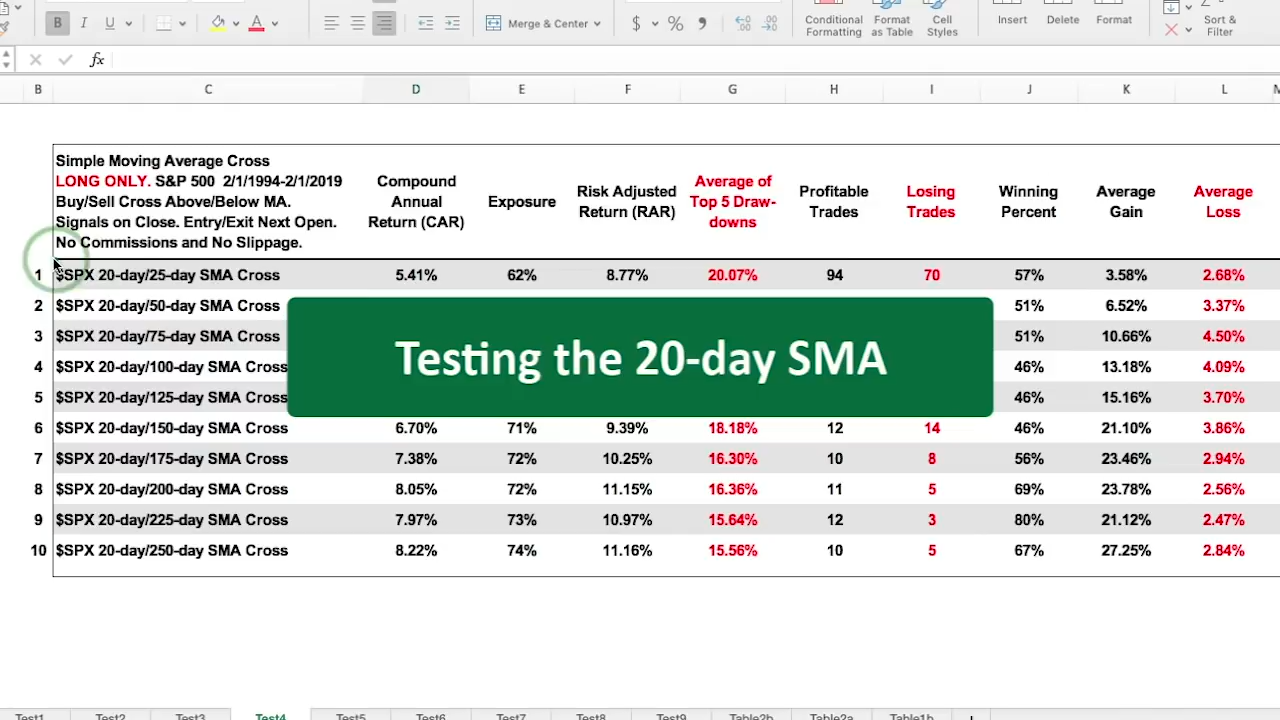 B I U A Merge & Center $ % Conditional Formatting Format as Table Cell Styles Insert Delete Format Sort & Filter
fx
B C D E F G H I J K L
Simple Moving Average Cross
LONG ONLY. S&P 500 2/1/1994-2/1/2019
Buy/Sell Cross Above/Below MA.
Signals on Close. Entry/Exit Next Open.
No Commissions and No Slippage.
Compound Annual Return (CAR)
Exposure
Risk Adjusted Return (RAR)
Average of Top 5 Draw-downs
Profitable Trades
Losing Trades
Winning Percent
Average Gain
Average Loss
1 $SPX 20-day/25-day SMA Cross 5.41% 62% 8.77% 20.07% 94 70 57% 3.58% 2.68%
2 $SPX 20-day/50-day SMA Cross 51% 6.52% 3.37%
3 $SPX 20-day/75-day SMA Cross 51% 10.66% 4.50%
4 $SPX 20-day/100-day SMA Cross 46% 13.18% 4.09%
5 $SPX 20-day/125-day SMA Cross 46% 15.16% 3.70%
Testing the 20-day SMA
6 $SPX 20-day/150-day SMA Cross 6.70% 71% 9.39% 18.18% 12 14 46% 21.10% 3.86%
7 $SPX 20-day/175-day SMA Cross 7.38% 72% 10.25% 16.30% 10 8 56% 23.46% 2.94%
8 $SPX 20-day/200-day SMA Cross 8.05% 72% 11.15% 16.36% 11 5 69% 23.78% 2.56%
9 $SPX 20-day/225-day SMA Cross 7.97% 73% 10.97% 15.64% 12 3 80% 21.12% 2.47%
10 $SPX 20-day/250-day SMA Cross 8.22% 74% 11.16% 15.56% 10 5 67% 27.25% 2.84%
Test1 Test2 Test3 Test4 Test5 Test6 Test7 Test8 Test9 Table2b Table2a Table1b +